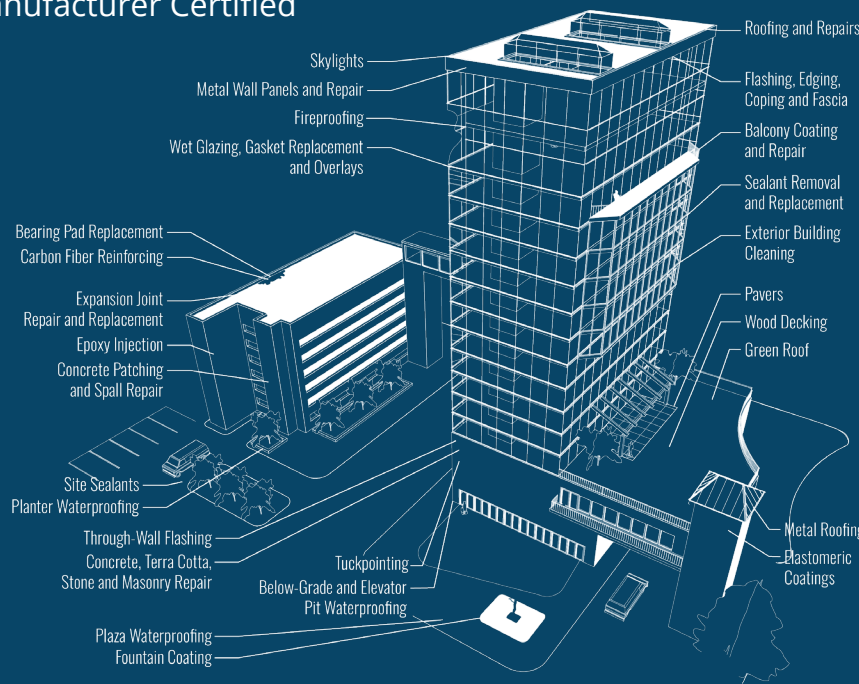 anufacturer Certified
Skylights
Metal Wall Panels and Repair
Fireproofing
Wet Glazing, Gasket Replacement
and Overlays
Bearing Pad Replacement
Carbon Fiber Reinforcing
Expansion Joint
Repair and Replacement
Epoxy Injection
Concrete Patching
and Spall Repair
Site Sealants
Planter Waterproofing
Through-Wall Flashing
Concrete, Terra Cotta,
Stone and Masonry Repair
Tuckpointing
Below-Grade and Elevator
Pit Waterproofing
Plaza Waterproofing
Fountain Coating
Roofing and Repairs
Flashing, Edging,
Coping and Fascia
Balcony Coating
and Repair
Sealant Removal
and Replacement
Exterior Building
Cleaning
Pavers
Wood Decking
Green Roof
Metal Roofing
Elastomeric
Coatings